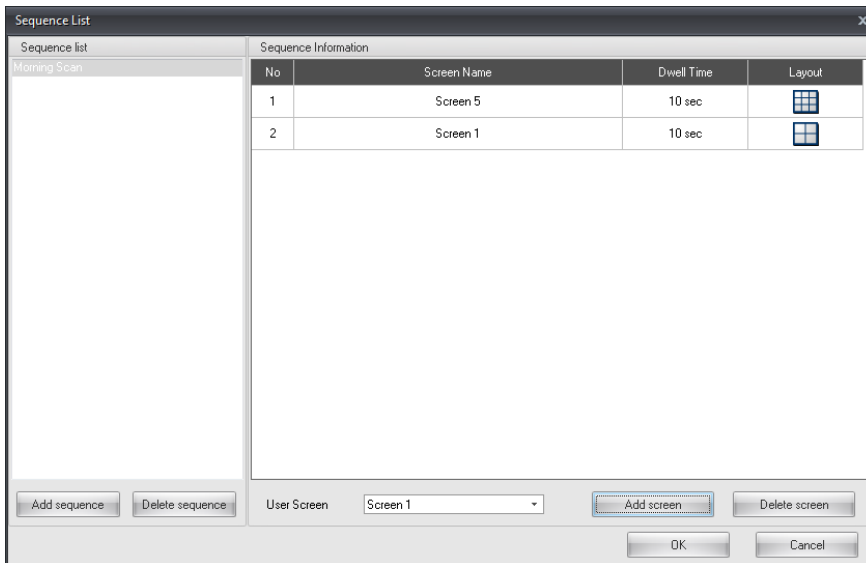 Sequence List x
Sequence list Sequence Information
Morning Scan
No Screen Name Dwell Time Layout
1 Screen 5 10 sec
2 Screen 1 10 sec
Add sequence Delete sequence User Screen Screen 1 Add screen Delete screen
OK Cancel